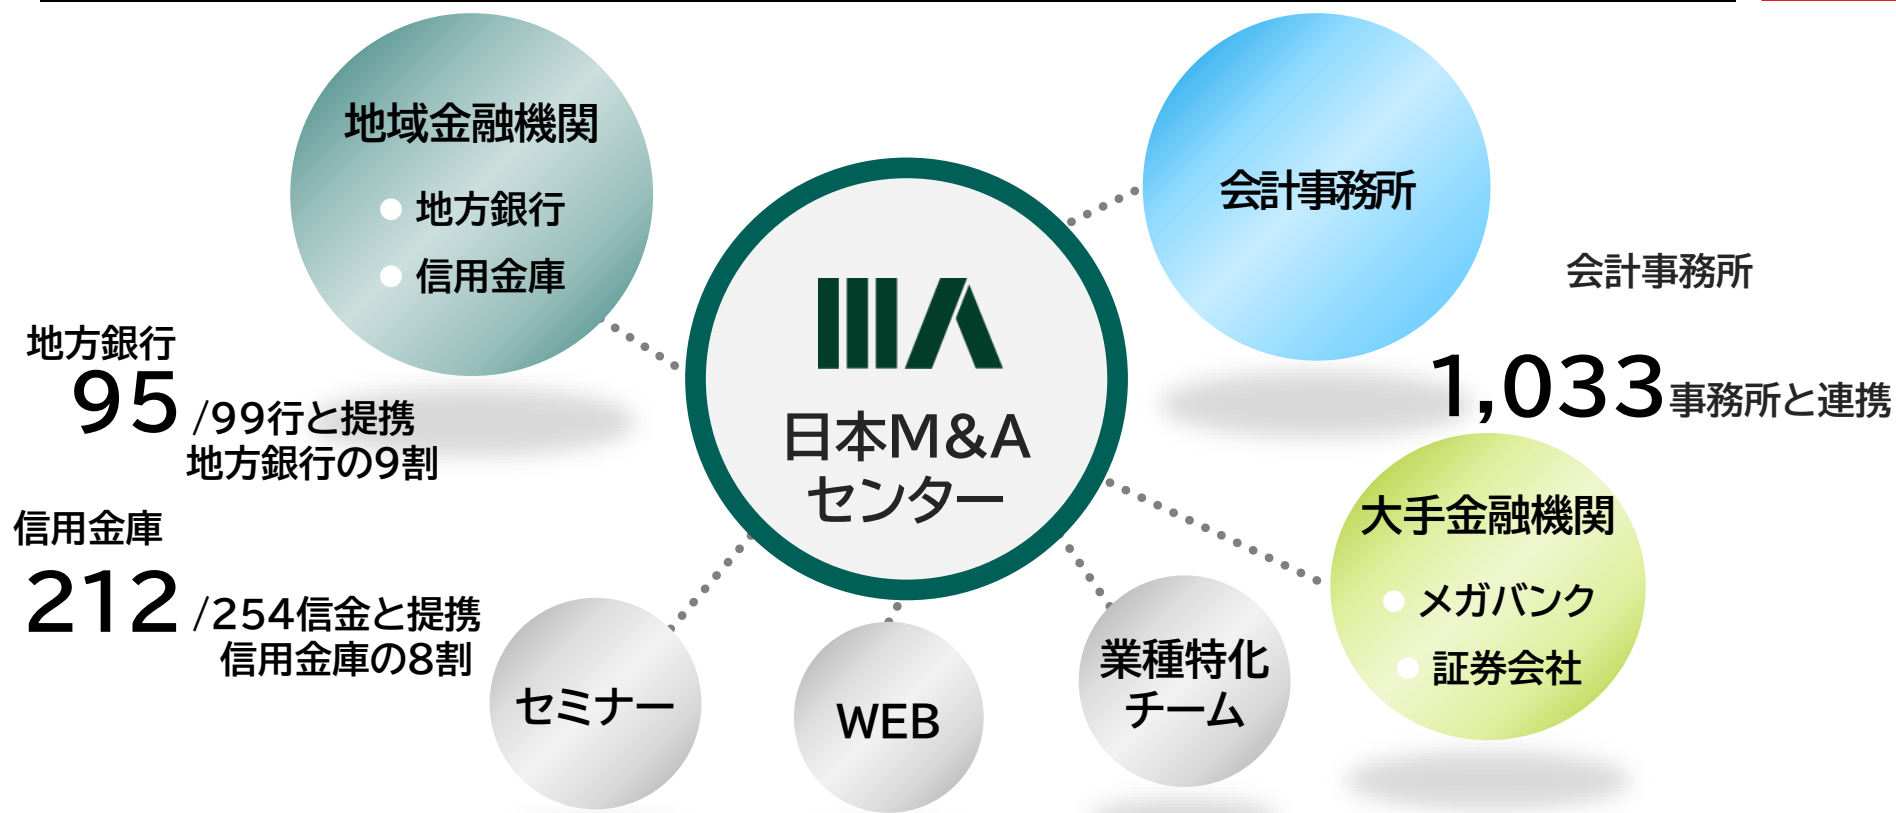 地域金融機関
地方銀行
信用金庫
会計事務所
会計事務所
1,033事務所と連携
地方銀行
95/99行と提携
地方銀行の9割
信用金庫
212/254信金と提携
信用金庫の8割
日本M&A
センター
大手金融機関
メガバンク
証券会社
セミナー
WEB
業種特化
チーム